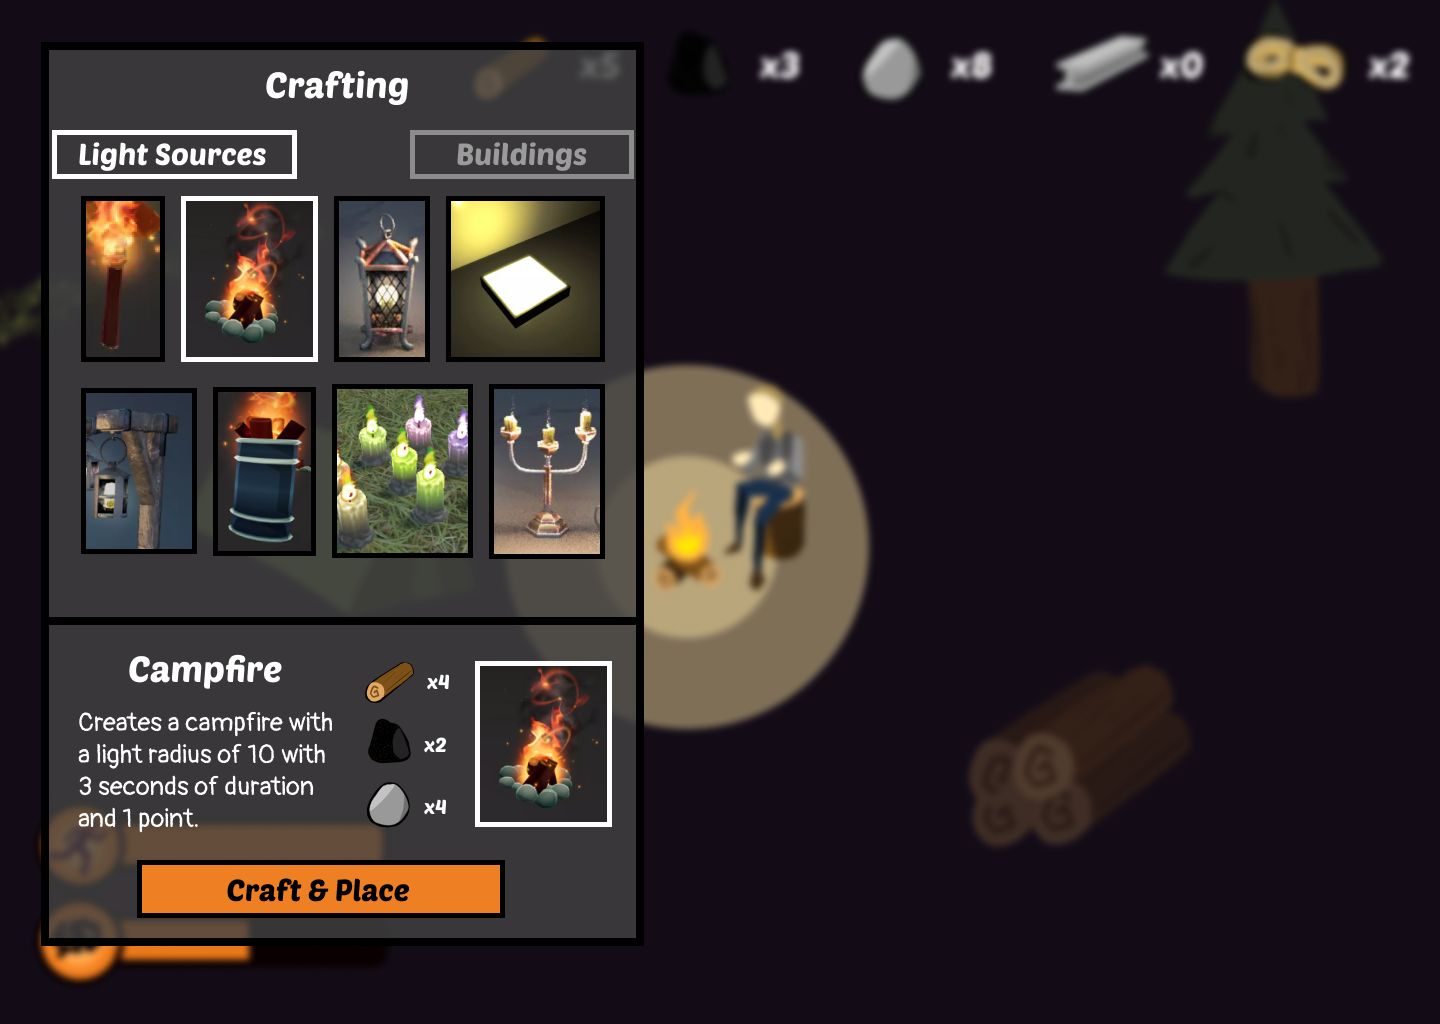 x5 x3 x8 x0 x2
Crafting
Light Sources
Buildings
Campfire
Creates a campfire with
a light radius of 10 with
3 seconds of duration
and 1 point.
x4
x2
x4
Craft & Place